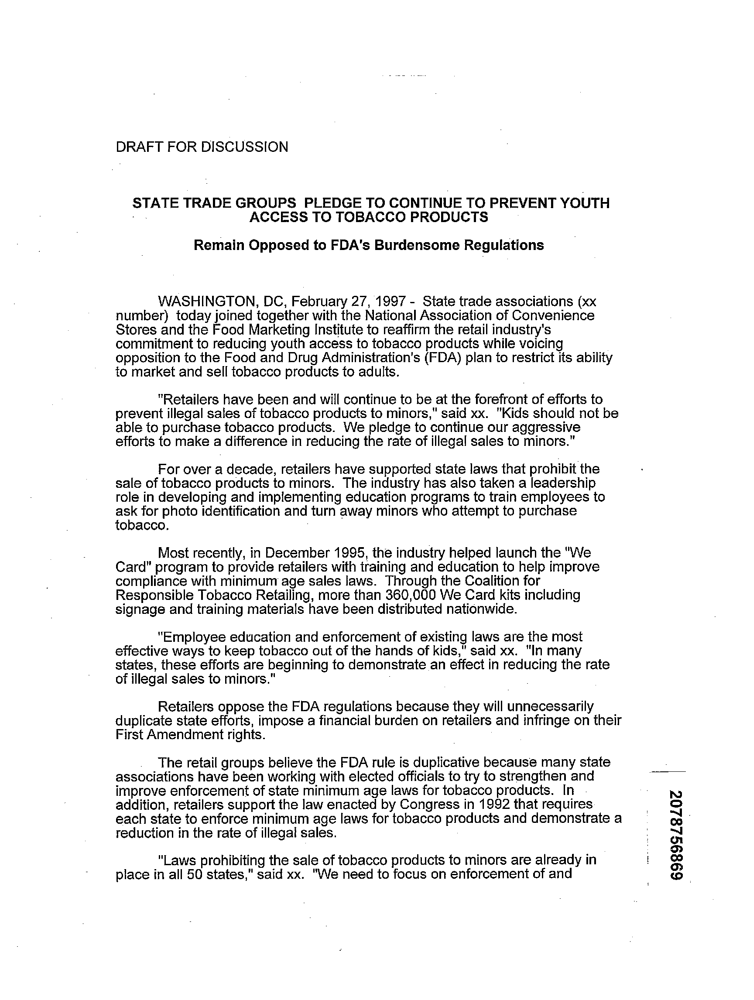 DRAFT FOR DISCUSSION
STATE TRADE GROUPS PLEDGE TO CONTINUE TO PREVENT YOUTH
ACCESS TO TOBACCO PRODUCTS
Remain Opposed to FDA's Burdensome Regulations
WASHINGTON, DC, February 27, 1997 - State trade associations (xx
number) today joined together with the National Association of Convenience
Stores and the Food Marketing Institute to reaffirm the retail industry's
commitment to reducing youth access to tobacco products while voicing
opposition to the Food and Drug Administration's (FDA) plan to restrict its ability
to market and sell tobacco products to adults.
"Retailers have been and will continue to be at the forefront of efforts to
prevent illegal sales of tobacco products to minors," said xx. "Kids should not be
able to purchase tobacco products. We pledge to continue our aggressive
efforts to make a difference in reducing the rate of illegal sales to minors."
For over a decade, retailers have supported state laws that prohibit the
sale of tobacco products to minors. The industry has also taken a leadership
role in developing and implementing education programs to train employees to
ask for photo identification and turn away minors who attempt to purchase
tobacco.
Most recently, in December 1995, the industry helped launch the "We
Card" program to provide retailers with training and education to help improve
compliance with minimum age sales laws. Through the Coalition for
Responsible Tobacco Retailing, more than 360,000 We Card kits including
signage and training materials have been distributed nationwide.
"Employee education and enforcement of existing laws are the most
effective ways to keep tobacco out of the hands of kids," said xx. "In many
states, these efforts are beginning to demonstrate an effect in reducing the rate
of illegal sales to minors."
Retailers oppose the FDA regulations because they will unnecessarily
duplicate state efforts, impose a financial burden on retailers and infringe on their
First Amendment rights.
The retail groups believe the FDA rule is duplicative because many state
associations have been working with elected officials to try to strengthen and
improve enforcement of state minimum age laws for tobacco products. In
addition, retailers support the law enacted by Congress in 1992 that requires
each state to enforce minimum age laws for tobacco products and demonstrate a
reduction in the rate of illegal sales.
"Laws prohibiting the sale of tobacco products to minors are already in
place in all 50 states," said xx. "We need to focus on enforcement of and
2078756869